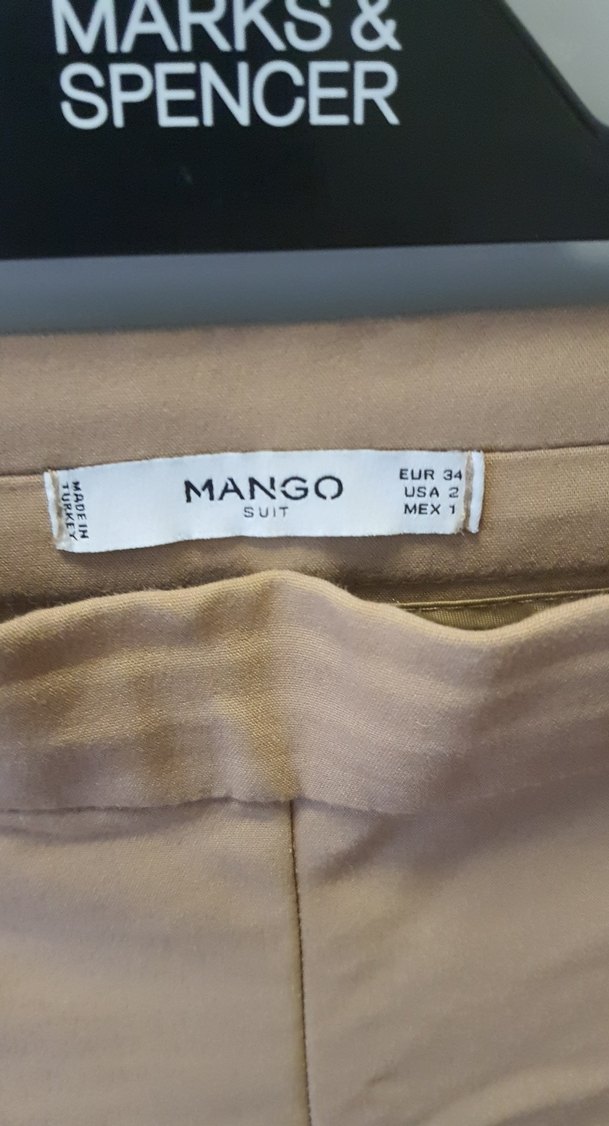 MARKS &
SPENCER
MADE IN
TURKEY
MANGO
SUIT
EUR 34
USA 2
MEX 1